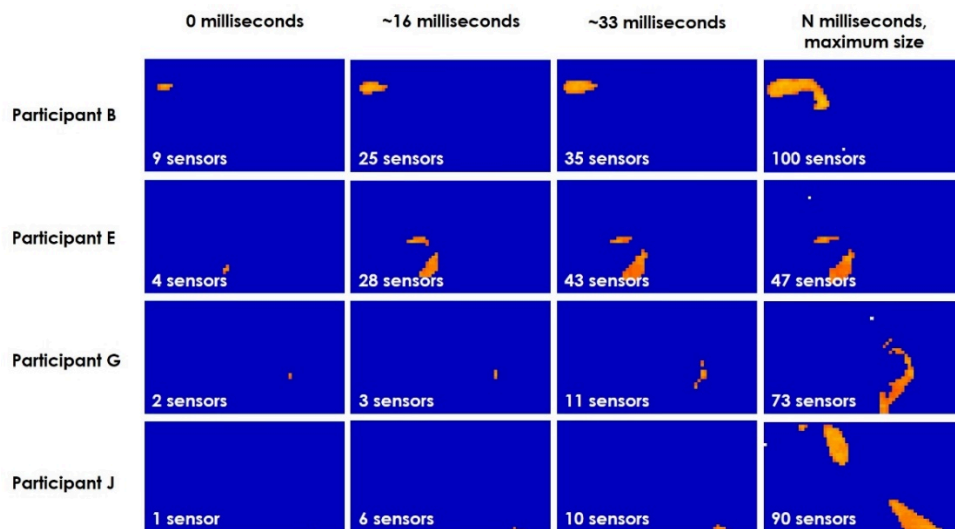 0 milliseconds
~16 milliseconds
~33 milliseconds
N milliseconds,
maximum size
Participant B
9 sensors
25 sensors
35 sensors
100 sensors
Participant E
4 sensors
28 sensors
43 sensors
47 sensors
Participant G
2 sensors
3 sensors
11 sensors
73 sensors
Participant J
1 sensor
6 sensors
10 sensors
90 sensors